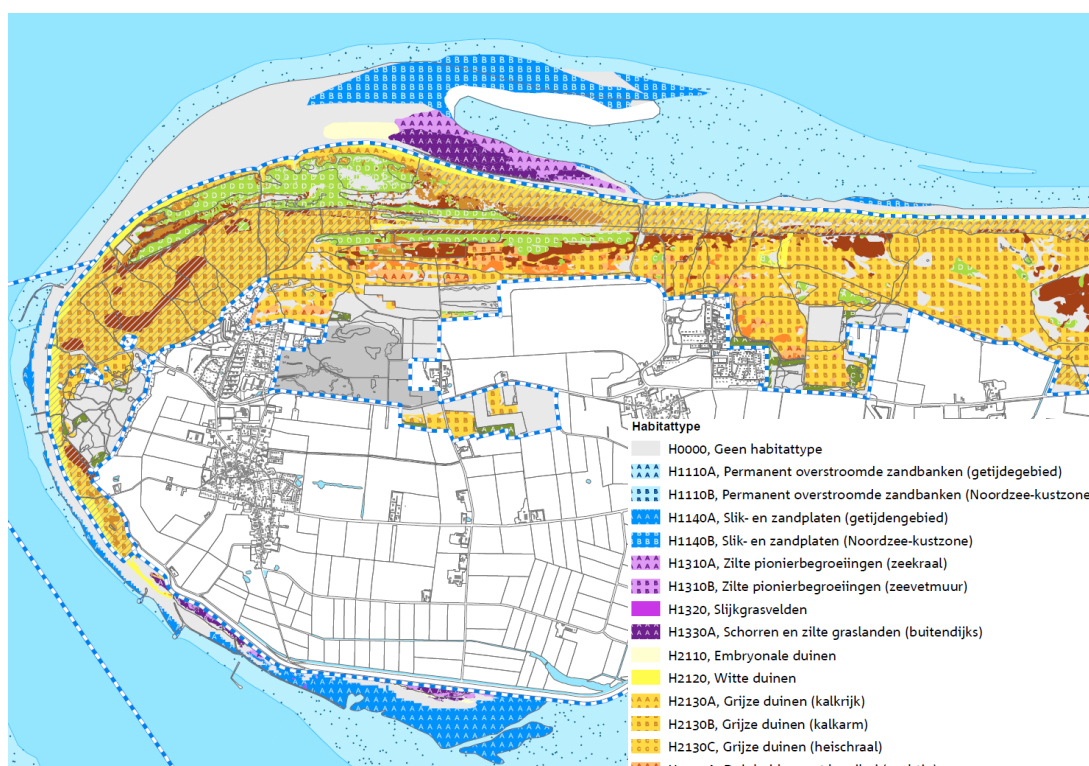 Habitattype
H0000, Geen habitattype
H1110A, Permanent overstroomde zandbanken (getijdegebied)
H1110B, Permanent overstroomde zandbanken (Noordzee-kustzone
H1140A, Slik- en zandplaten (getijdengebied)
H1140B, Slik- en zandplaten (Noordzee-kustzone)
H1310A, Zilte pionierbegroeiingen (zeekraal)
H1310B, Zilte pionierbegroeiingen (zeevetmuur)
H1320, Slijkgrasvelden
H1330A, Schorren en zilte graslanden (buitendijks)
H2110, Embryonale duinen
H2120, Witte duinen
H2130A, Grijze duinen (kalkrijk)
H2130B, Grijze duinen (kalkarm)
H2130C, Grijze duinen (heischraal)